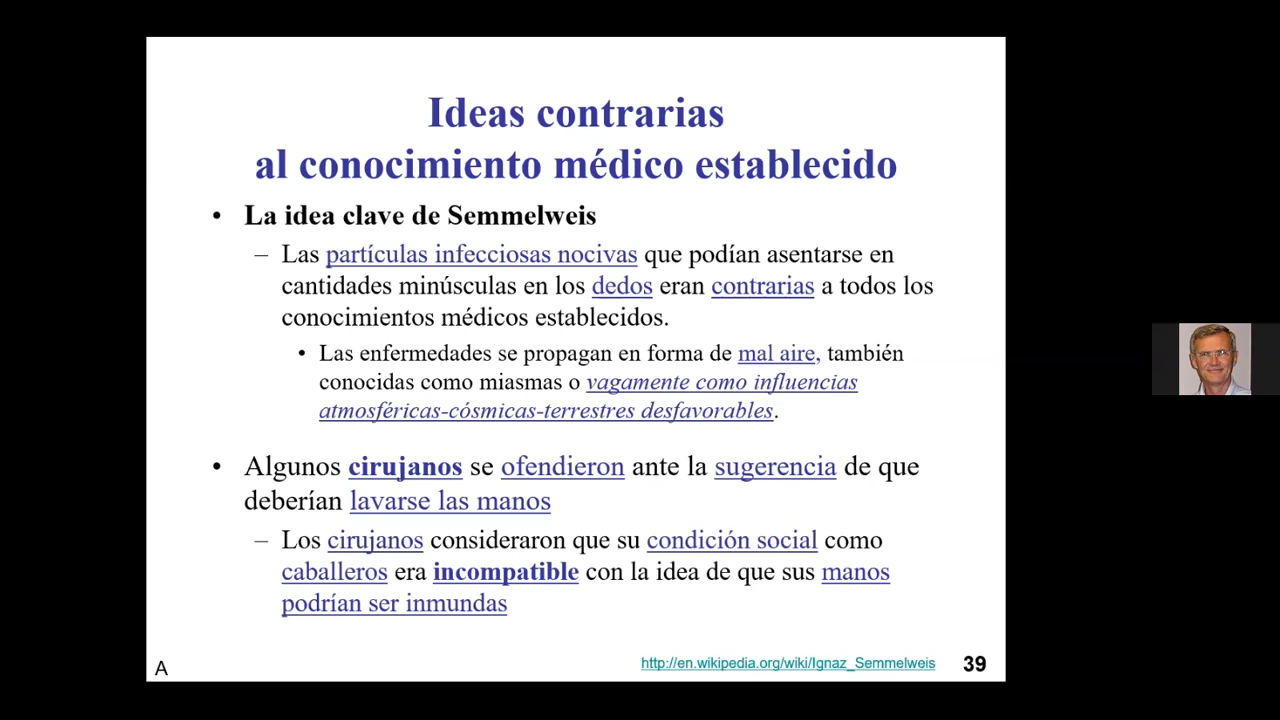 Ideas contrarias
al conocimiento médico establecido
• La idea clave de Semmelweis
– Las partículas infecciosas nocivas que podían asentarse en
cantidades minúsculas en los dedos eran contrarias a todos los
conocimientos médicos establecidos.
• Las enfermedades se propagan en forma de mal aire, también
conocidas como miasmas o vagamente como influencias
atmosféricas-cósmicas-terrestres desfavorables.
• Algunos cirujanos se ofendieron ante la sugerencia de que
deberían lavarse las manos
– Los cirujanos consideraron que su condición social como
caballeros era incompatible con la idea de que sus manos
podrían ser inmundas
A
http://en.wikipedia.org/wiki/Ignaz_Semmelweis
39